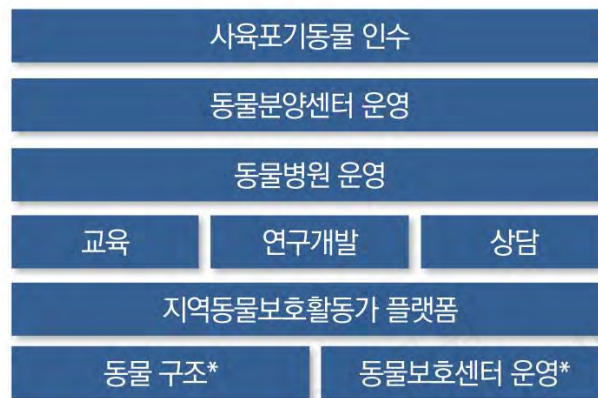 사육포기동물 인수
동물분양센터 운영
동물병원 운영
교육 연구개발 상담
지역동물보호활동가 플랫폼
동물 구조* 동물보호센터 운영*